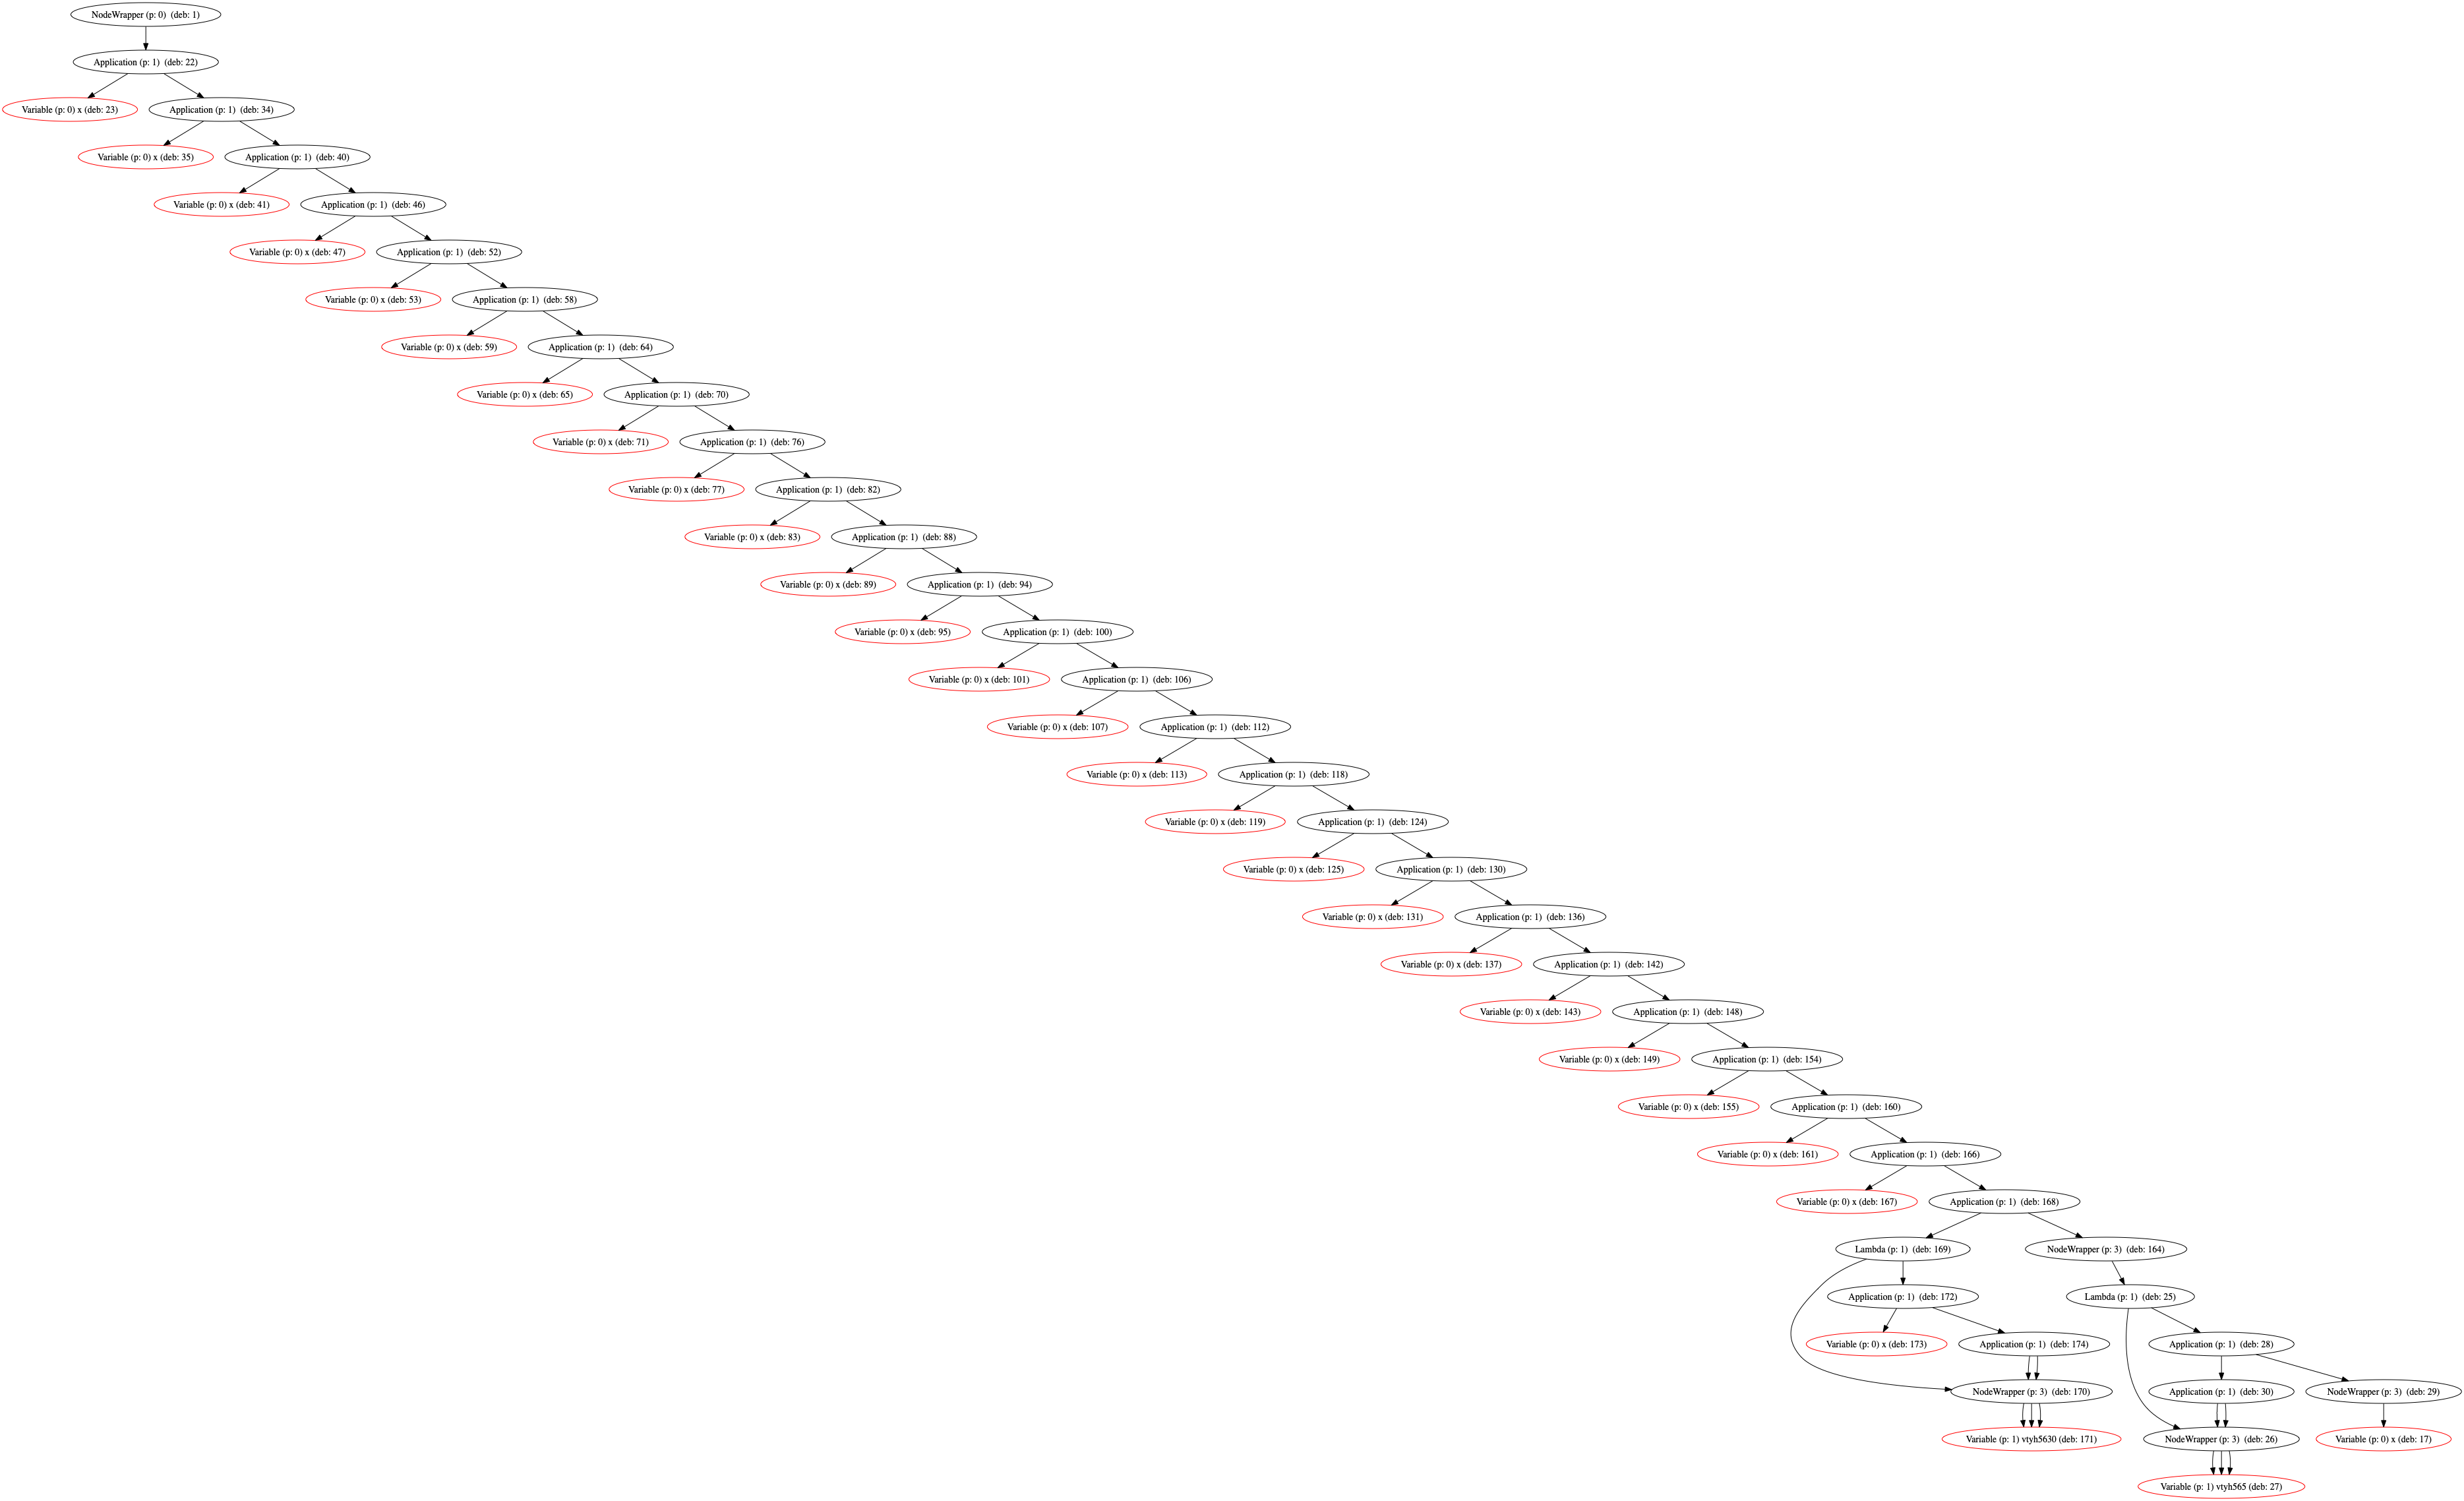 NodeWrapper (p: 0) (deb: 1)
Application (p: 1) (deb: 22)
Variable (p: 0) x (deb: 23)
Application (p: 1) (deb: 34)
Variable (p: 0) x (deb: 35)
Application (p: 1) (deb: 40)
Variable (p: 0) x (deb: 41)
Application (p: 1) (deb: 46)
Variable (p: 0) x (deb: 47)
Application (p: 1) (deb: 52)
Variable (p: 0) x (deb: 53)
Application (p: 1) (deb: 58)
Variable (p: 0) x (deb: 59)
Application (p: 1) (deb: 64)
Variable (p: 0) x (deb: 65)
Application (p: 1) (deb: 70)
Variable (p: 0) x (deb: 71)
Application (p: 1) (deb: 76)
Variable (p: 0) x (deb: 77)
Application (p: 1) (deb: 82)
Variable (p: 0) x (deb: 83)
Application (p: 1) (deb: 88)
Variable (p: 0) x (deb: 89)
Application (p: 1) (deb: 94)
Variable (p: 0) x (deb: 95)
Application (p: 1) (deb: 100)
Variable (p: 0) x (deb: 101)
Application (p: 1) (deb: 106)
Variable (p: 0) x (deb: 107)
Application (p: 1) (deb: 112)
Variable (p: 0) x (deb: 113)
Application (p: 1) (deb: 118)
Variable (p: 0) x (deb: 119)
Application (p: 1) (deb: 124)
Variable (p: 0) x (deb: 125)
Application (p: 1) (deb: 130)
Variable (p: 0) x (deb: 131)
Application (p: 1) (deb: 136)
Variable (p: 0) x (deb: 137)
Application (p: 1) (deb: 142)
Variable (p: 0) x (deb: 143)
Application (p: 1) (deb: 148)
Variable (p: 0) x (deb: 149)
Application (p: 1) (deb: 154)
Variable (p: 0) x (deb: 155)
Application (p: 1) (deb: 160)
Variable (p: 0) x (deb: 161)
Application (p: 1) (deb: 166)
Variable (p: 0) x (deb: 167)
Application (p: 1) (deb: 168)
Lambda (p: 1) (deb: 169)
NodeWrapper (p: 3) (deb: 164)
Application (p: 1) (deb: 172)
Lambda (p: 1) (deb: 25)
Variable (p: 0) x (deb: 173)
Application (p: 1) (deb: 174)
Application (p: 1) (deb: 28)
NodeWrapper (p: 3) (deb: 170)
Application (p: 1) (deb: 30)
NodeWrapper (p: 3) (deb: 29)
Variable (p: 1) vtyh5630 (deb: 171)
NodeWrapper (p: 3) (deb: 26)
Variable (p: 0) x (deb: 17)
Variable (p: 1) vtyh565 (deb: 27)